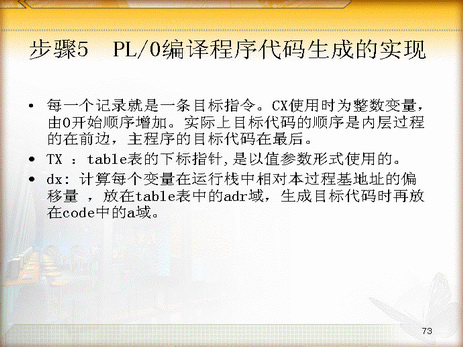 步骤5 PL/0编译程序代码生成的实现
• 每一个记录就是一条目标指令。CX使用时为整数变量，
由0开始顺序增加。实际上目标代码的顺序是内层过程
的在前边，主程序的目标代码在最后。
• TX ：table表的下标指针,是以值参数形式使用的。
• dx: 计算每个变量在运行栈中相对本过程基地址的偏
移量 ，放在table表中的adr域，生成目标代码时再放
在code中的a域。
73